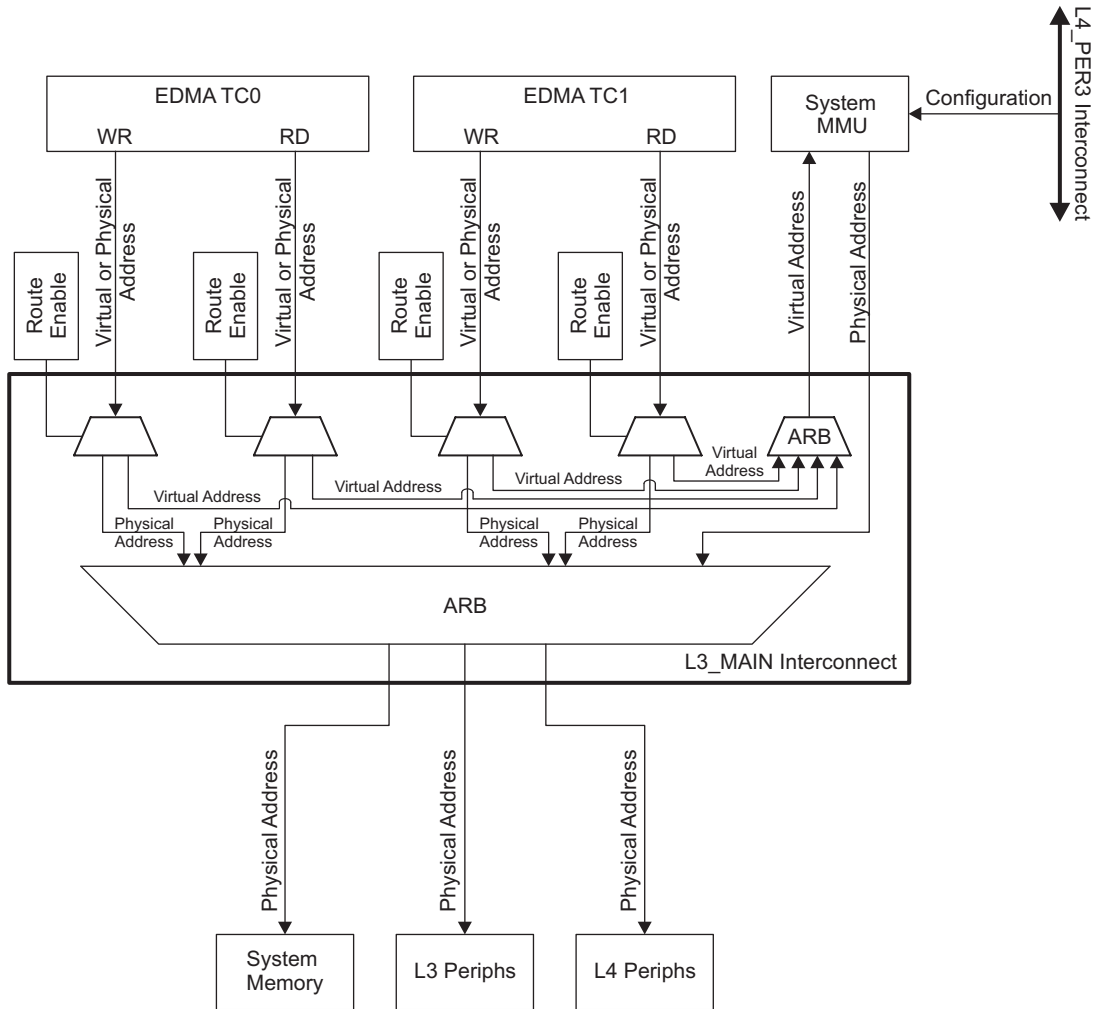 L4_PER3 Interconnect
EDMA TC0
WR
RD
EDMA TC1
WR
RD
System
MMU
Configuration
Virtual or Physical
Address
Virtual or Physical
Address
Virtual or Physical
Address
Virtual or Physical
Address
Virtual Address
Physical Address
Route
Enable
Route
Enable
Route
Enable
Route
Enable
ARB
Virtual
Address
Virtual Address
Virtual Address
Virtual Address
Physical
Address
Physical
Address
Physical
Address
Physical
Address
ARB
L3_MAIN Interconnect
Physical Address
Physical Address
Physical Address
System
Memory
L3 Periphs
L4 Periphs